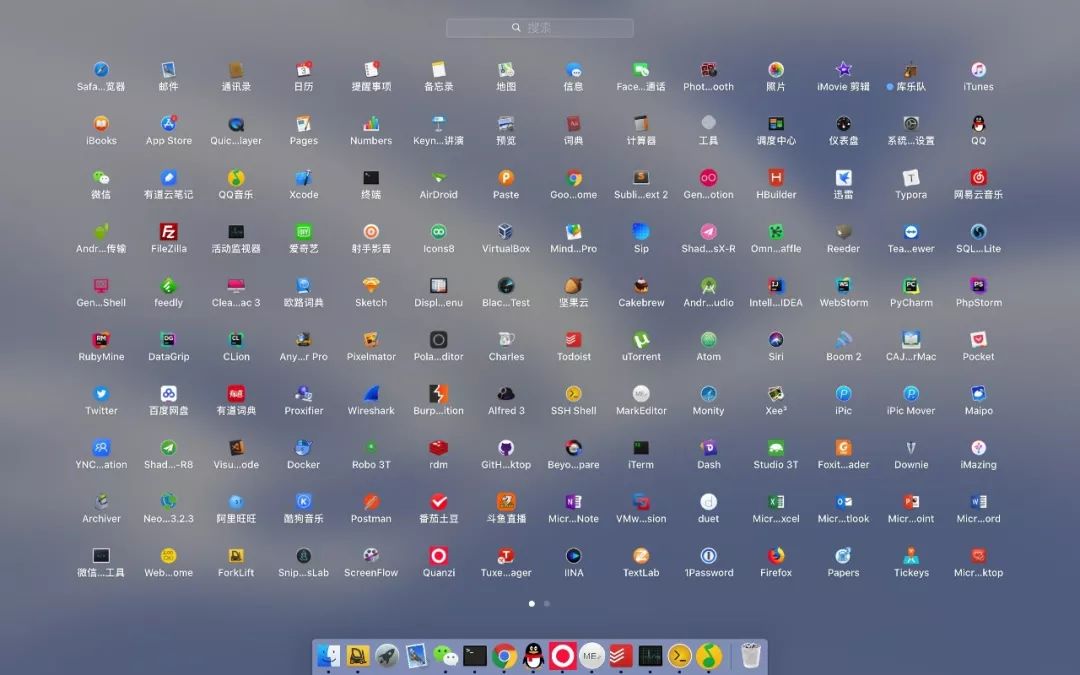 搜索
Safa...览器 邮件 通讯录 日历 提醒事项 备忘录 地图 信息 Face...通话 Phot...ooth 照片 iMovie 剪辑 库乐队 iTunes
iBooks App Store Quic...layer Pages Numbers Keyn...讲演 预览 词典 计算器 工具 调度中心 仪表盘 系统...设置 QQ
微信 有道云笔记 QQ音乐 Xcode 终端 AirDroid Paste Goo...ome Subli...ext 2 Gen...otion HBuilder 迅雷 Typora 网易云音乐
Andr...传输 FileZilla 活动监视器 爱奇艺 射手影音 Icons8 VirtualBox Mind...Pro Sip Shad...sX-R Omn...affle Reeder Tea...ewer SQL...Lite
Gen...Shell feedly Clea...ac 3 欧路词典 Sketch Displ...enu Blac...Test 坚果云 Cakebrew Andr...udio Intell...IDEA WebStorm PyCharm PhpStorm
RubyMine DataGrip CLion Any...r Pro Pixelmator Pola...ditor Charles Todoist uTorrent Atom Siri Boom 2 CAJ...rMac Pocket
Twitter 百度网盘 有道词典 Proxifier Wireshark Burp...ition Alfred 3 SSH Shell MarkEditor Monity Xee³ iPic iPic Mover Maipo
YNC...ation Shad...-R8 Visu...ode Docker Robo 3T rdm GitH...ktop Beyo...pare iTerm Dash Studio 3T Foxit...ader Downie iMazing
Archiver Neo...3.2.3 阿里旺旺 酷狗音乐 Postman 番茄土豆 斗鱼直播 Micr...Note VMw...sion duet Micr...xcel Micr...tlook Micr...oint Micr...ord
微信...工具 Web...ome ForkLift Snip...sLab ScreenFlow Quanzi Tuxe...ager IINA TextLab 1Password Firefox Papers Tickeys Micr...ktop